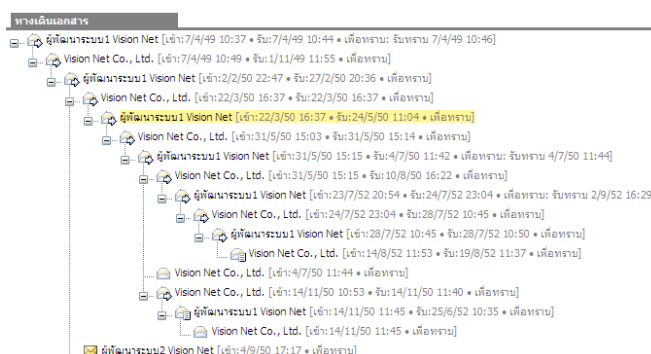 ทางเดินเอกสาร
ผู้พัฒนาระบบ1 Vision Net [เข้า:7/4/49 10:37 • รับ:7/4/49 10:44 • เพื่อทราบ: รับทราบ 7/4/49 10:46]
Vision Net Co., Ltd. [เข้า:7/4/49 10:49 • รับ:1/11/49 11:55 • เพื่อทราบ]
ผู้พัฒนาระบบ1 Vision Net [เข้า:2/2/50 22:47 • รับ:27/2/50 20:36 • เพื่อทราบ]
Vision Net Co., Ltd. [เข้า:22/3/50 16:37 • รับ:22/3/50 16:37 • เพื่อทราบ]
ผู้พัฒนาระบบ1 Vision Net [เข้า:22/3/50 16:37 • รับ:24/5/50 11:04 • เพื่อทราบ]
Vision Net Co., Ltd. [เข้า:31/5/50 15:03 • รับ:31/5/50 15:14 • เพื่อทราบ]
ผู้พัฒนาระบบ1 Vision Net [เข้า:31/5/50 15:15 • รับ:4/7/50 11:42 • เพื่อทราบ: รับทราบ 4/7/50 11:44]
Vision Net Co., Ltd. [เข้า:31/5/50 15:15 • รับ:10/8/50 16:22 • เพื่อทราบ]
ผู้พัฒนาระบบ1 Vision Net [เข้า:23/7/52 20:54 • รับ:24/7/52 23:04 • เพื่อทราบ: รับทราบ 2/9/52 16:29
Vision Net Co., Ltd. [เข้า:24/7/52 23:04 • รับ:28/7/52 10:45 • เพื่อทราบ]
ผู้พัฒนาระบบ1 Vision Net [เข้า:28/7/52 10:45 • รับ:28/7/52 10:50 • เพื่อทราบ]
Vision Net Co., Ltd. [เข้า:14/8/52 11:53 • รับ:19/8/52 11:37 • เพื่อทราบ]
Vision Net Co., Ltd. [เข้า:4/7/50 11:44 • เพื่อทราบ]
Vision Net Co., Ltd. [เข้า:14/11/50 10:53 • รับ:14/11/50 11:40 • เพื่อทราบ]
ผู้พัฒนาระบบ1 Vision Net [เข้า:14/11/50 11:45 • รับ:25/6/52 10:35 • เพื่อทราบ]
Vision Net Co., Ltd. [เข้า:14/11/50 11:45 • เพื่อทราบ]
ผู้พัฒนาระบบ2 Vision Net [เข้า:4/9/50 17:17 • เพื่อทราบ]